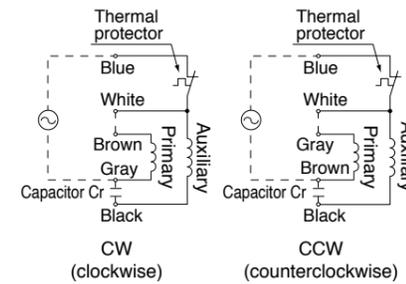 Thermal
protector
Blue
White
Brown
Gray
Primary
Auxiliary
Capacitor Cr
Black
CW
(clockwise)
Thermal
protector
Blue
White
Gray
Brown
Primary
Auxiliary
Capacitor Cr
Black
CCW
(counterclockwise)